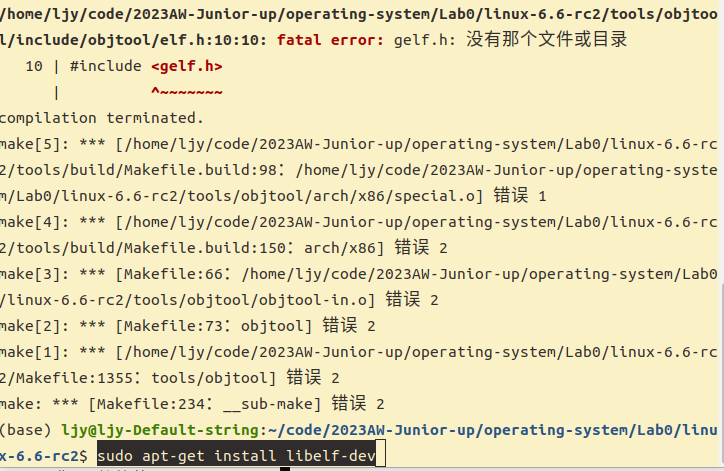 /home/ljy/code/2023AW-Junior-up/operating-system/Lab0/linux-6.6-rc2/tools/objtoo
l/include/objtool/elf.h:10:10: fatal error: gelf.h: 没有那个文件或目录
10 | #include <gelf.h>
| ^~~~~~~~
compilation terminated.
make[5]: *** [/home/ljy/code/2023AW-Junior-up/operating-system/Lab0/linux-6.6-rc
2/tools/build/Makefile.build:98：/home/ljy/code/2023AW-Junior-up/operating-syste
m/Lab0/linux-6.6-rc2/tools/objtool/arch/x86/special.o] 错误 1
make[4]: *** [/home/ljy/code/2023AW-Junior-up/operating-system/Lab0/linux-6.6-rc
2/tools/build/Makefile.build:150：arch/x86] 错误 2
make[3]: *** [Makefile:66：/home/ljy/code/2023AW-Junior-up/operating-system/Lab0
/linux-6.6-rc2/tools/objtool/objtool-in.o] 错误 2
make[2]: *** [Makefile:73：objtool] 错误 2
make[1]: *** [/home/ljy/code/2023AW-Junior-up/operating-system/Lab0/linux-6.6-rc
2/Makefile:1355：tools/objtool] 错误 2
make: *** [Makefile:234：__sub-make] 错误 2
(base) ljy@ljy-Default-string:~/code/2023AW-Junior-up/operating-system/Lab0/linu
x-6.6-rc2$ sudo apt-get install libelf-dev